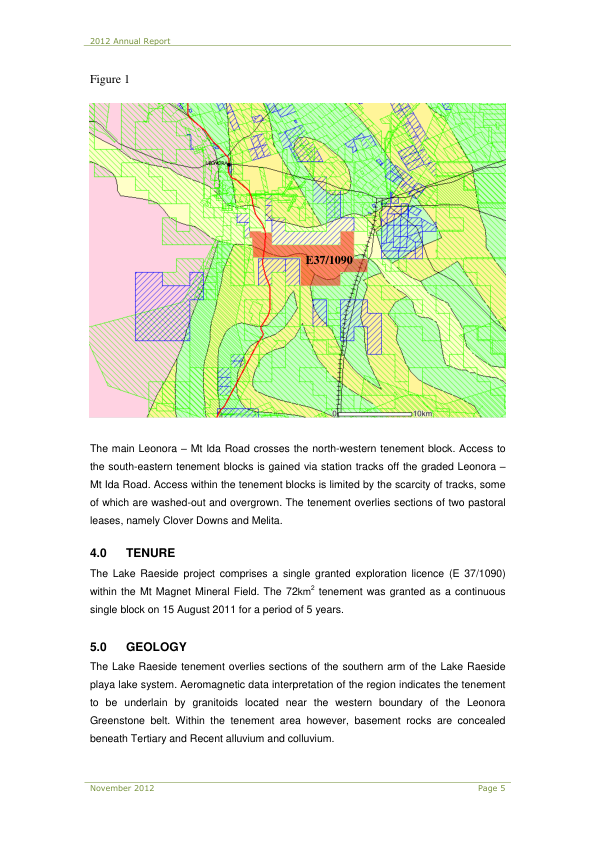 2012 Annual Report
Figure 1
LEONORA
E37/1090
0 10km
The main Leonora – Mt Ida Road crosses the north-western tenement block. Access to
the south-eastern tenement blocks is gained via station tracks off the graded Leonora –
Mt Ida Road. Access within the tenement blocks is limited by the scarcity of tracks, some
of which are washed-out and overgrown. The tenement overlies sections of two pastoral
leases, namely Clover Downs and Melita.
4.0 TENURE
The Lake Raeside project comprises a single granted exploration licence (E 37/1090)
within the Mt Magnet Mineral Field. The 72km² tenement was granted as a continuous
single block on 15 August 2011 for a period of 5 years.
5.0 GEOLOGY
The Lake Raeside tenement overlies sections of the southern arm of the Lake Raeside
playa lake system. Aeromagnetic data interpretation of the region indicates the tenement
to be underlain by granitoids located near the western boundary of the Leonora
Greenstone belt. Within the tenement area however, basement rocks are concealed
beneath Tertiary and Recent alluvium and colluvium.
November 2012 Page 5